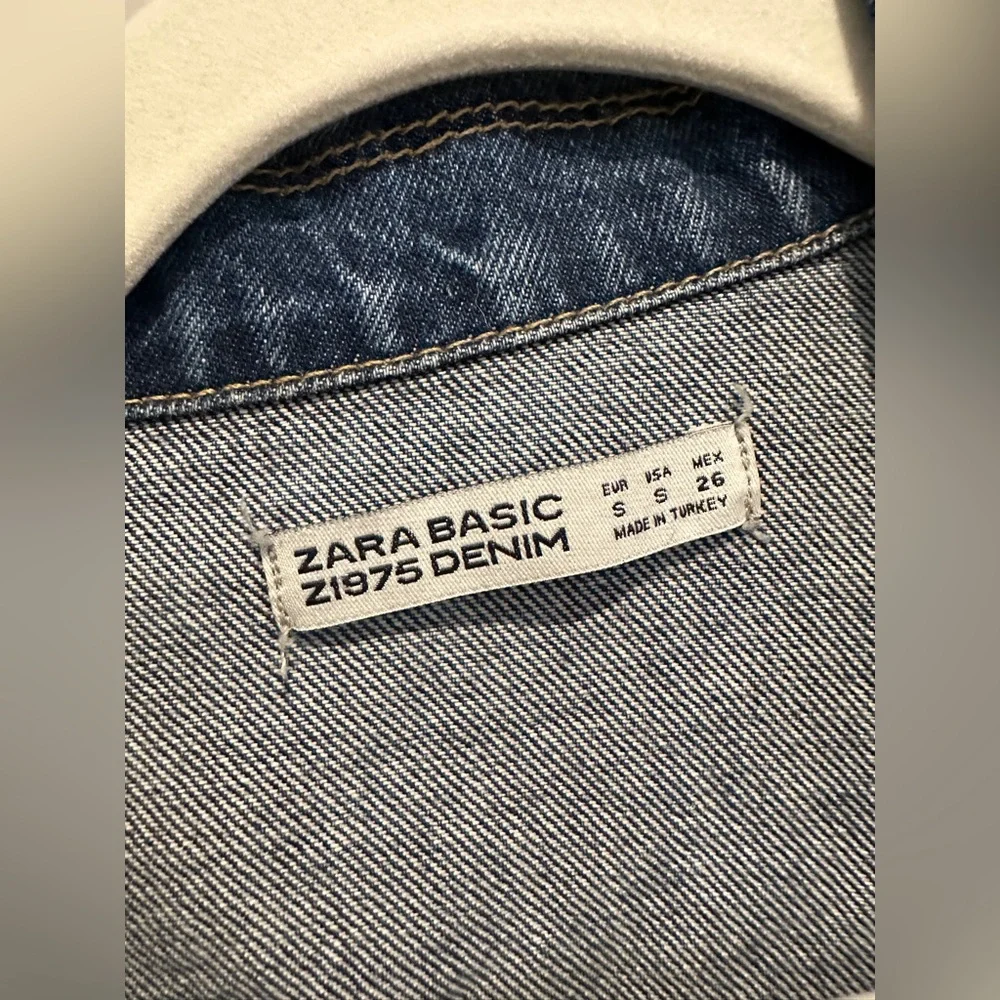 ZARA BASIC
Z1975 DENIM
EUR USA MEX
S S 26
MADE IN TURKEY